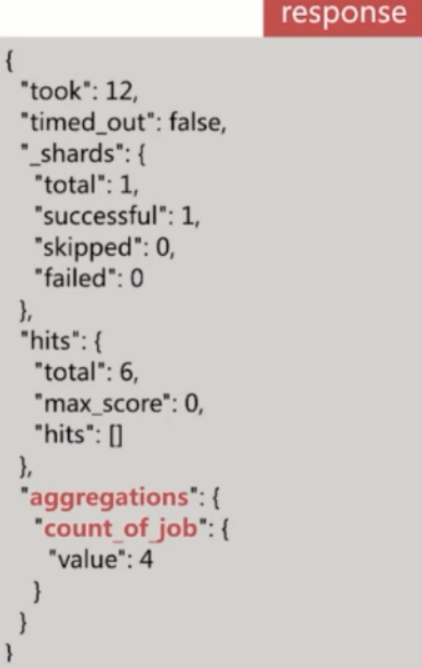 response
{
"took": 12,
"timed_out": false,
"_shards": {
"total": 1,
"successful": 1,
"skipped": 0,
"failed": 0
},
"hits": {
"total": 6,
"max_score": 0,
"hits": []
},
"aggregations": {
"count_of_job": {
"value": 4
}
}
}